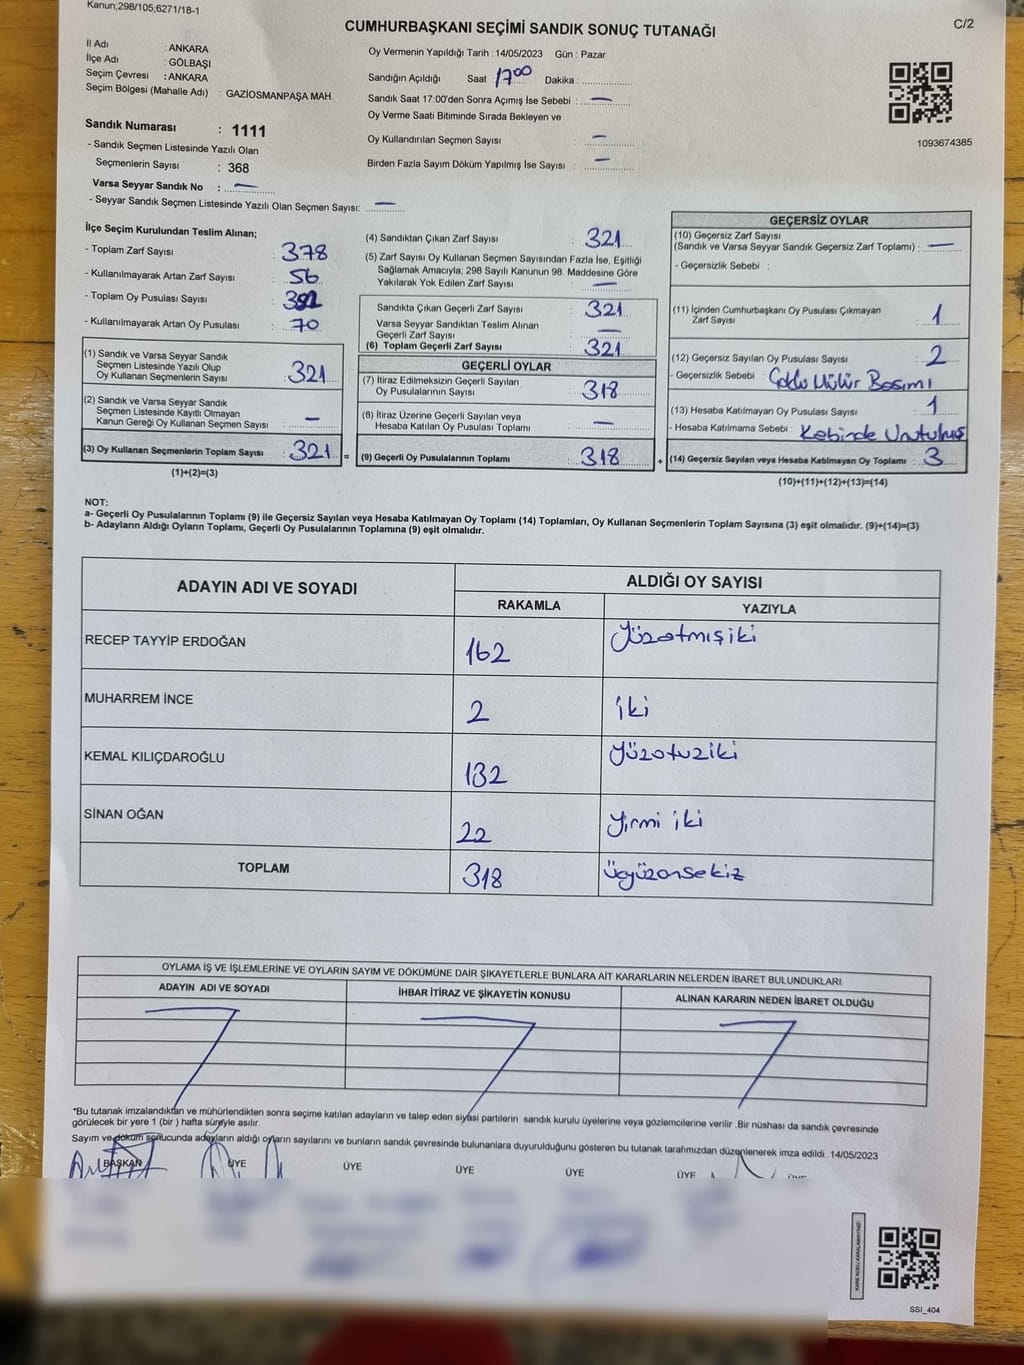 Kanun;298/105;6271/18-1
C/2
CUMHURBAŞKANI SEÇİMİ SANDIK SONUÇ TUTANAĞI
İl Adı : ANKARA
İlçe Adı : GÖLBAŞI
Seçim Çevresi : ANKARA
Seçim Bölgesi (Mahalle Adı) : GAZİOSMANPAŞA MAH.
Sandık Numarası : 1111
- Sandık Seçmen Listesinde Yazılı Olan
Seçmenlerin Sayısı : 368
Varsa Seyyar Sandık No : —
- Seyyar Sandık Seçmen Listesinde Yazılı Olan Seçmen Sayısı: —
Oy Vermenin Yapıldığı Tarih : 14/05/2023 Gün : Pazar
Sandığın Açıldığı Saat 17:00 Dakika : ............
Sandık Saat 17:00'den Sonra Açımış İse Sebebi : —
Oy Verme Saati Bitiminde Sırada Bekleyen ve
Oy Kullandırılan Seçmen Sayısı : —
Birden Fazla Sayım Döküm Yapılmış İse Sayısı : —
1093674385
İlçe Seçim Kurulundan Teslim Alınan;
- Toplam Zarf Sayısı : 378
- Kullanılmayarak Artan Zarf Sayısı : 56
- Toplam Oy Pusulası Sayısı :
- Kullanılmayarak Artan Oy Pusulası : 70
(1) Sandık ve Varsa Seyyar Sandık
Seçmen Listesinde Yazılı Olup
Oy Kullanan Seçmenlerin Sayısı : 321
(2) Sandık ve Varsa Seyyar Sandık
Seçmen Listesinde Kayıtlı Olmayan
Kanun Gereği Oy Kullanan Seçmen Sayısı : —
(3) Oy Kullanan Seçmenlerin Toplam Sayısı : 321 =
(1)+(2)=(3)
(4) Sandıktan Çıkan Zarf Sayısı : 321
(5) Zarf Sayısı Oy Kullanan Seçmen Sayısından Fazla İse, Eşitliği
Sağlamak Amacıyla; 298 Sayılı Kanunun 98. Maddesine Göre
Yakılarak Yok Edilen Zarf Sayısı : —
Sandıkta Çıkan Geçerli Zarf Sayısı : 321
Varsa Seyyar Sandıktan Teslim Alınan
Geçerli Zarf Sayısı : —
(6) Toplam Geçerli Zarf Sayısı : 321
GEÇERLİ OYLAR
(7) İtiraz Edilmeksizin Geçerli Sayılan
Oy Pusulalarının Sayısı : 318
(8) İtiraz Üzerine Geçerli Sayılan veya
Hesaba Katılan Oy Pusulaları Toplamı : —
(9) Geçerli Oy Pusulalarının Toplamı : 318 +
GEÇERSİZ OYLAR
(10) Geçersiz Zarf Sayısı
(Sandık ve Varsa Seyyar Sandık Geçersiz Zarf Toplamı) : —
- Geçersizlik Sebebi :
(11) İçinden Cumhurbaşkanı Oy Pusulası Çıkmayan
Zarf Sayısı : 1
(12) Geçersiz Sayılan Oy Pusulası Sayısı : 2
- Geçersizlik Sebebi : Çoklu Mühür Basımı
(13) Hesaba Katılmayan Oy Pusulası Sayısı : 1
- Hesaba Katılmama Sebebi : Kabinde Unutulmuş
(14) Geçersiz Sayılan veya Hesaba Katılmayan Oy Toplamı : 3
(10)+(11)+(12)+(13)=(14)
NOT:
a- Geçerli Oy Pusulalarının Toplamı (9) ile Geçersiz Sayılan veya Hesaba Katılmayan Oy Toplamı (14) Toplamları, Oy Kullanan Seçmenlerin Toplam Sayısına (3) eşit olmalıdır. (9)+(14)=(3)
b- Adayların Aldığı Oyların Toplamı, Geçerli Oy Pusulalarının Toplamına (9) eşit olmalıdır.
ADAYIN ADI VE SOYADI ALDIĞI OY SAYISI
RAKAMLA YAZIYLA
RECEP TAYYİP ERDOĞAN 162 Yüzatmışiki
MUHARREM İNCE 2 iki
KEMAL KILIÇDAROĞLU 132 Yüzotuziki
SİNAN OĞAN 22 Yirmi iki
TOPLAM 318 Üçyüzonsekiz
OYLAMA İŞ VE İŞLEMLERİNE VE OYLARIN SAYIM VE DÖKÜMÜNE DAİR ŞİKAYETLERLE BUNLARA AİT KARARLARIN NELERDEN İBARET BULUNDUKLARI
ADAYIN ADI VE SOYADI İHBAR İTİRAZ VE ŞİKAYETİN KONUSU ALINAN KARARIN NEDEN İBARET OLDUĞU
*Bu tutanak imzalandıktan ve mühürlendikten sonra seçime katılan adayların ve talep eden siyasi partilerin sandık kurulu üyelerine veya gözlemcilerine verilir .Bir nüshası da sandık çevresinde
görülecek bir yere 1 (bir ) hafta süreyle asılır.
Sayım ve döküm sonucunda adayların aldığı oyların sayılarını ve bunların sandık çevresinde bulunanlara duyurulduğunu gösteren bu tutanak tarafımızdan düzenlenerek imza edildi. 14/05/2023
BAŞKAN ÜYE ÜYE ÜYE ÜYE ÜYE
SSI_404